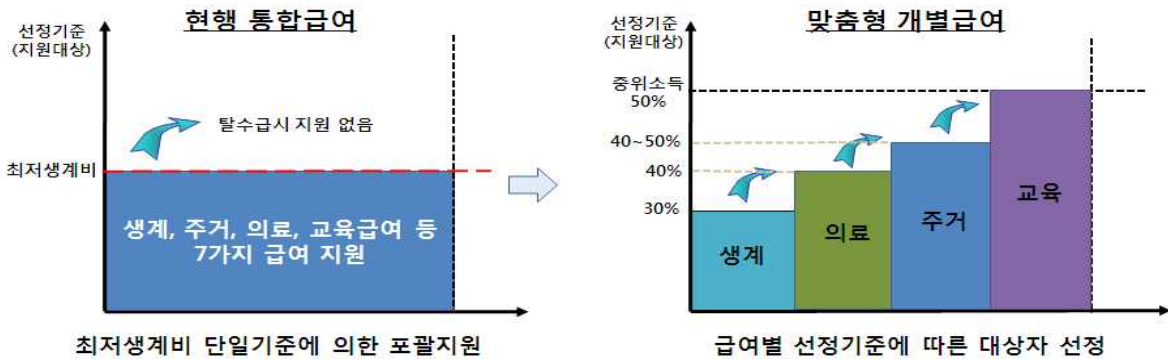 현행 통합급여
선정기준
(지원대상)
탈수급시 지원 없음
최저생계비
생계, 주거, 의료, 교육급여 등
7가지 급여 지원
최저생계비 단일기준에 의한 포괄지원
맞춤형 개별급여
선정기준
(지원대상)
중위소득
50%
40~50%
40%
30%
생계
의료
주거
교육
급여별 선정기준에 따른 대상자 선정